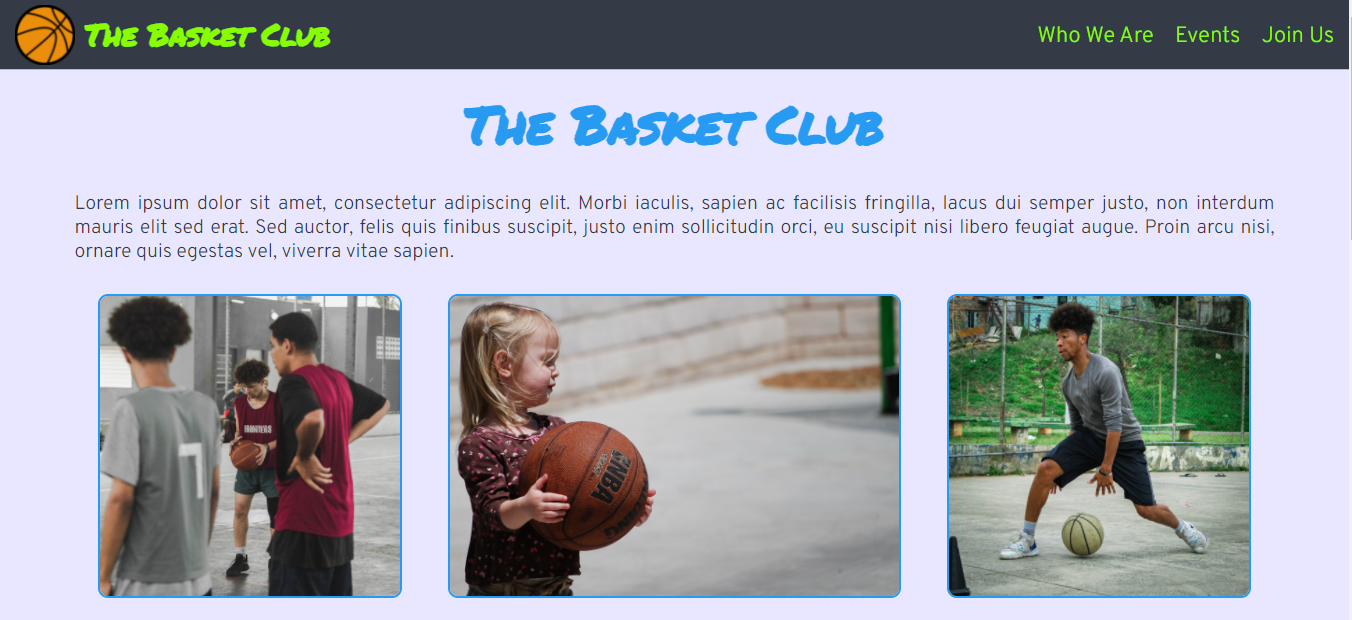 The Basket Club
Who We Are Events Join Us
The Basket Club
Lorem ipsum dolor sit amet, consectetur adipiscing elit. Morbi iaculis, sapien ac facilisis fringilla, lacus dui semper justo, non interdum
mauris elit sed erat. Sed auctor, felis quis finibus suscipit, justo enim sollicitudin orci, eu suscipit nisi libero feugiat augue. Proin arcu nisi,
ornare quis egestas vel, viverra vitae sapien.
7
NBA